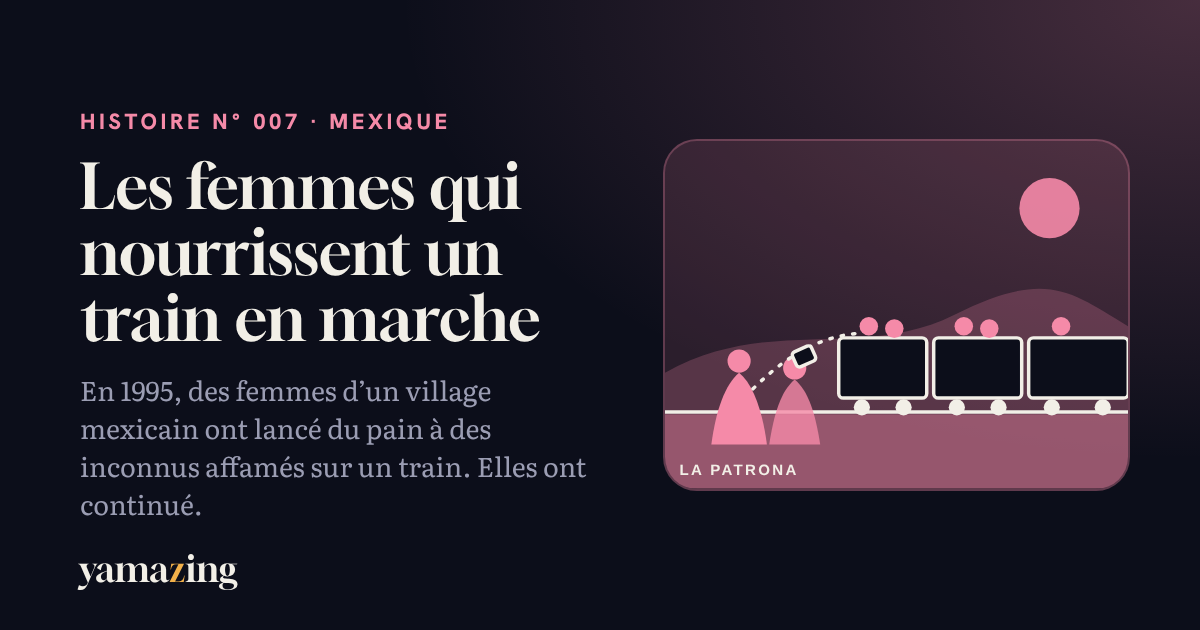 HISTOIRE N° 007 · MEXIQUE
Les femmes qui
nourrissent un
train en marche
En 1995, des femmes d’un village
mexicain ont lancé du pain à des
inconnus affamés sur un train. Elles ont
continué.
LA PATRONA
yamazing